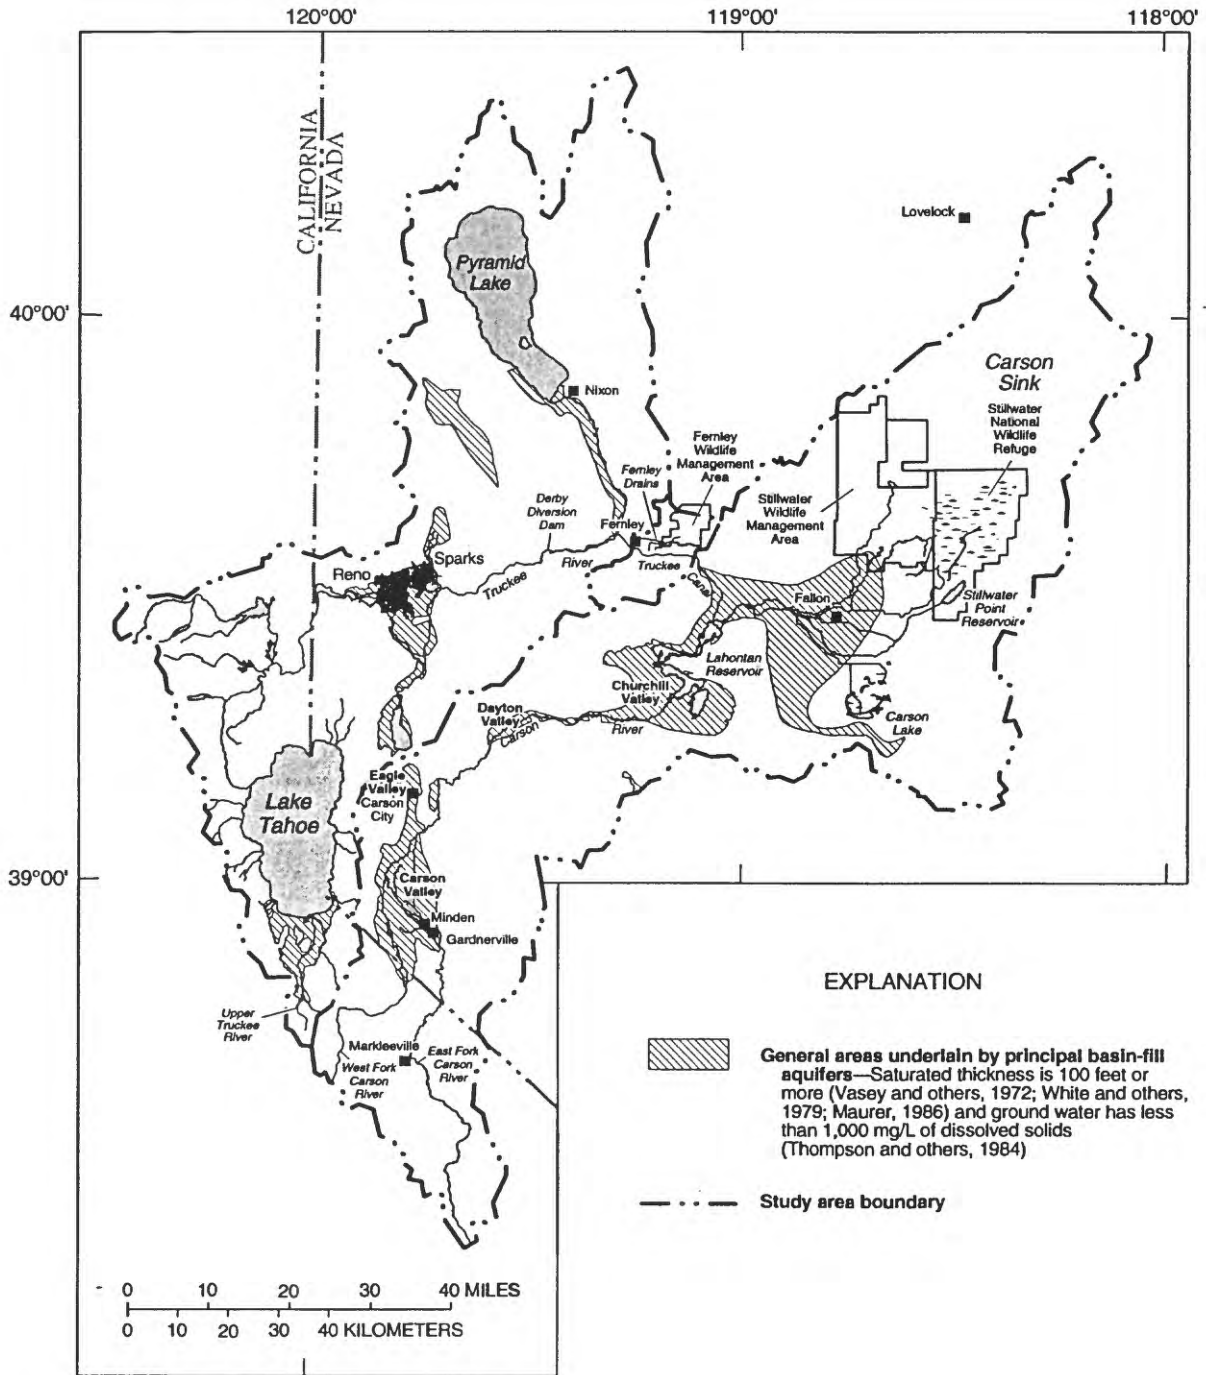 120°00'
119°00'
118°00'
CALIFORNIA
NEVADA
Lovelock
Pyramid
Lake
40°00'
Carson
Sink
Stillwater
National
Wildlife
Refuge
Nixon
Fernley
Wildlife
Management
Area
Fernley
Drains
Derby
Diversion
Dam
Stillwater
Wildlife
Management
Area
Fernley
Sparks
Reno
River
Truckee
Truckee
Canal
Fallon
Stillwater
Point
Reservoir
Lahontan
Reservoir
Churchill
Valley
Dayton
Valley
Carson
River
Carson
Lake
Eagle
Valley
Carson
City
Lake
Tahoe
39°00'
Carson
Valley
Minden
Gardnerville
Upper
Truckee
River
Markleeville
West Fork
Carson
River
East Fork
Carson
River
EXPLANATION
General areas underlain by principal basin-fill
aquifers—Saturated thickness is 100 feet or
more (Vasey and others, 1972; White and others,
1979; Maurer, 1986) and ground water has less
than 1,000 mg/L of dissolved solids
(Thompson and others, 1984)
Study area boundary
0 10 20 30 40 MILES
0 10 20 30 40 KILOMETERS